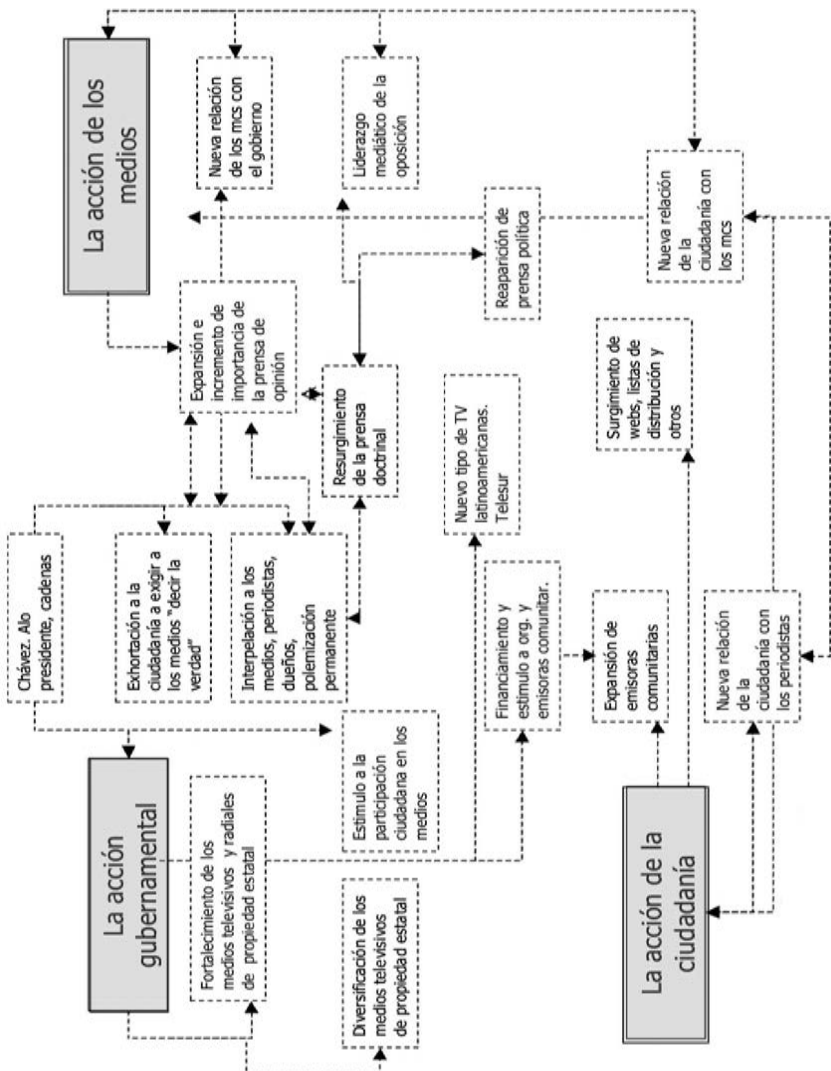 La acción
gubernamental
Chávez. Alo
presidente, cadenas
La acción de los
medios
Fortalecimiento de los
medios televisivos y radiales
de propiedad estatal
Exhortación a la
ciudadanía a exigir a
los medios "decir la
verdad"
Expansión e
incremento de
importancia de
la prensa de
opinión
Nueva relación
de los mcs con
el gobierno
Interpelación a los
medios, periodistas,
dueños,
polemización
permanente
Diversificación de los
medios televisivos
de propiedad estatal
Estimulo a la
participación
ciudadana en los
medios
Resurgimiento
de la prensa
doctrinal
Liderazgo
mediático de la
oposición
Nuevo tipo de TV
latinoamericanas.
Telesur
Financiamiento y
estimulo a org. y
emisoras comunitar.
Reaparición de
prensa política
Expansión de
emisoras
comunitarias
Surgimiento de
webs, listas de
distribución y
otros
La acción de la
ciudadanía
Nueva relación
de la
ciudadanía con
los periodistas
Nueva relación
de la
ciudadanía con
los mcs